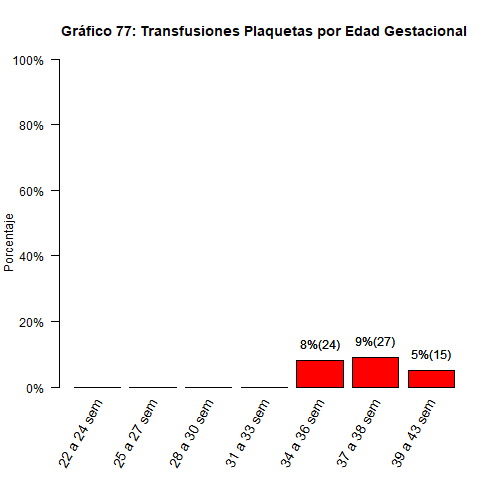 Gráfico 77: Transfusiones Plaquetas por Edad Gestacional
Porcentaje
100%
80%
60%
40%
20%
0%
8%(24)
9%(27)
5%(15)
22 a 24 sem
25 a 27 sem
28 a 30 sem
31 a 33 sem
34 a 36 sem
37 a 38 sem
39 a 43 sem